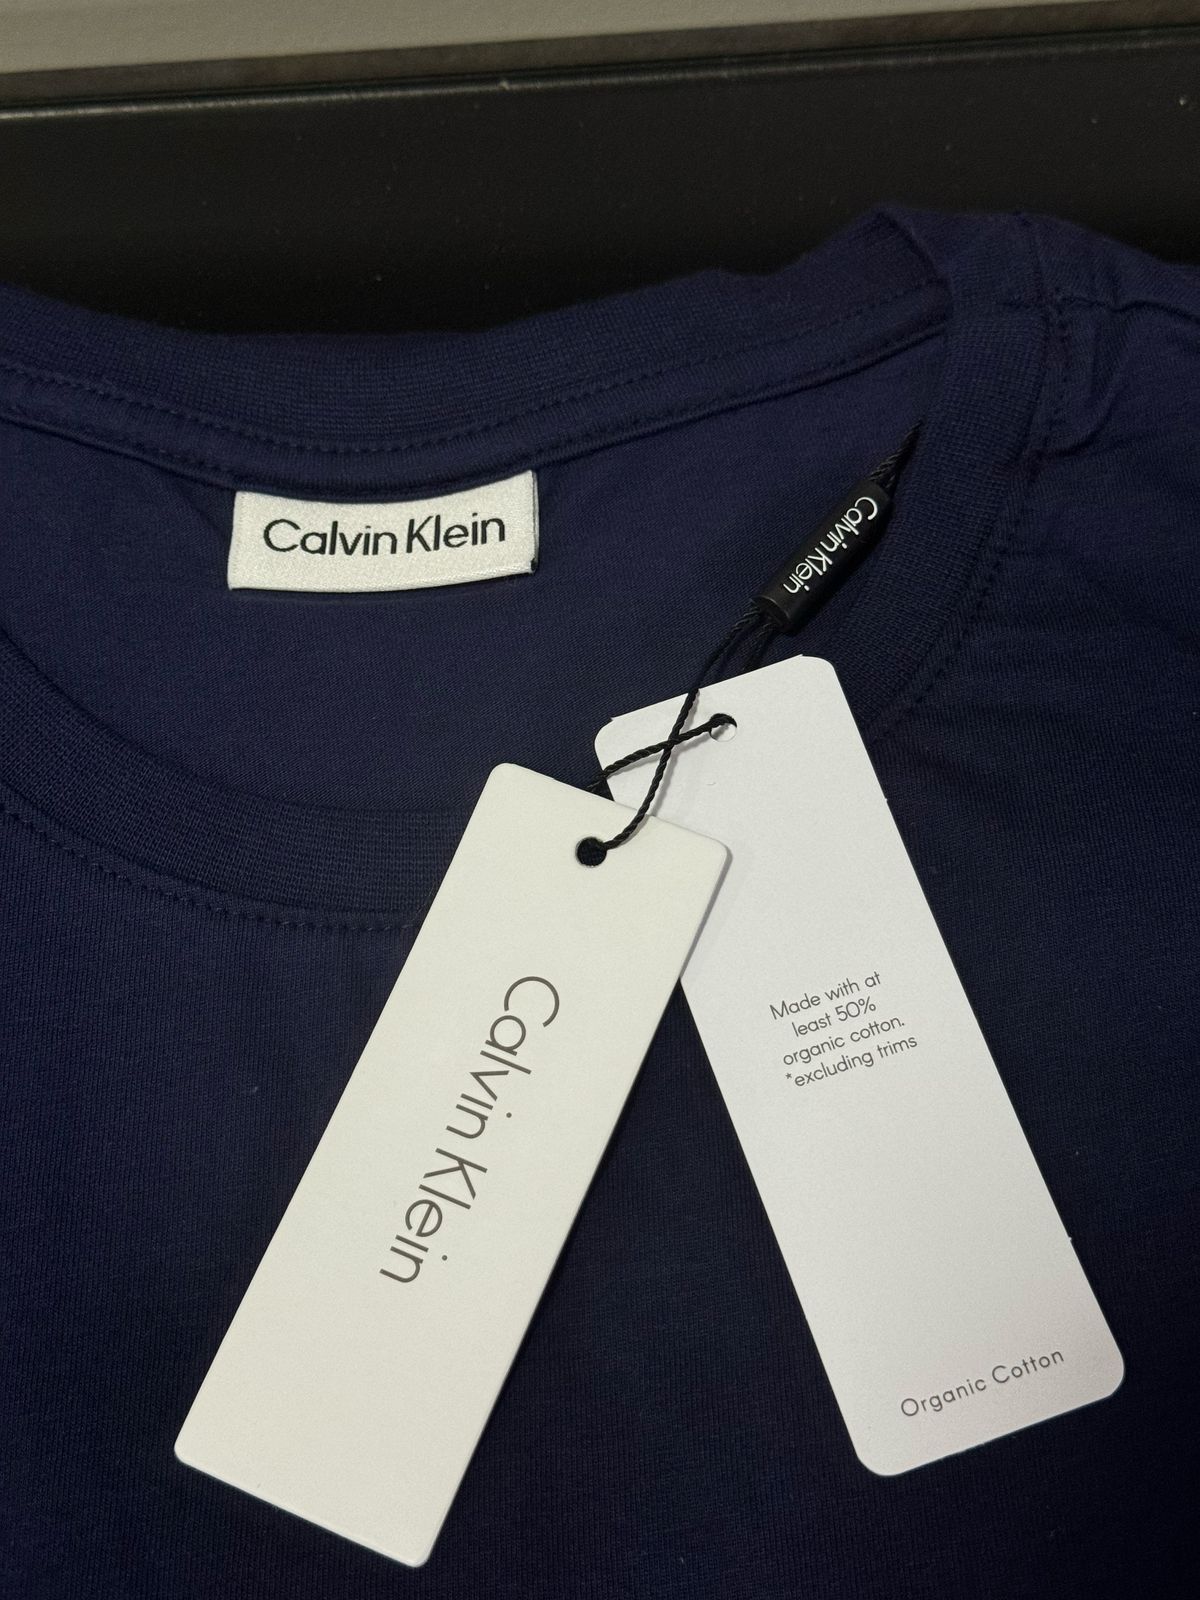 Calvin Klein
Calvin Klein
Calvin Klein
Made with at
least 50%
organic cotton.
*excluding trims
Organic Cotton